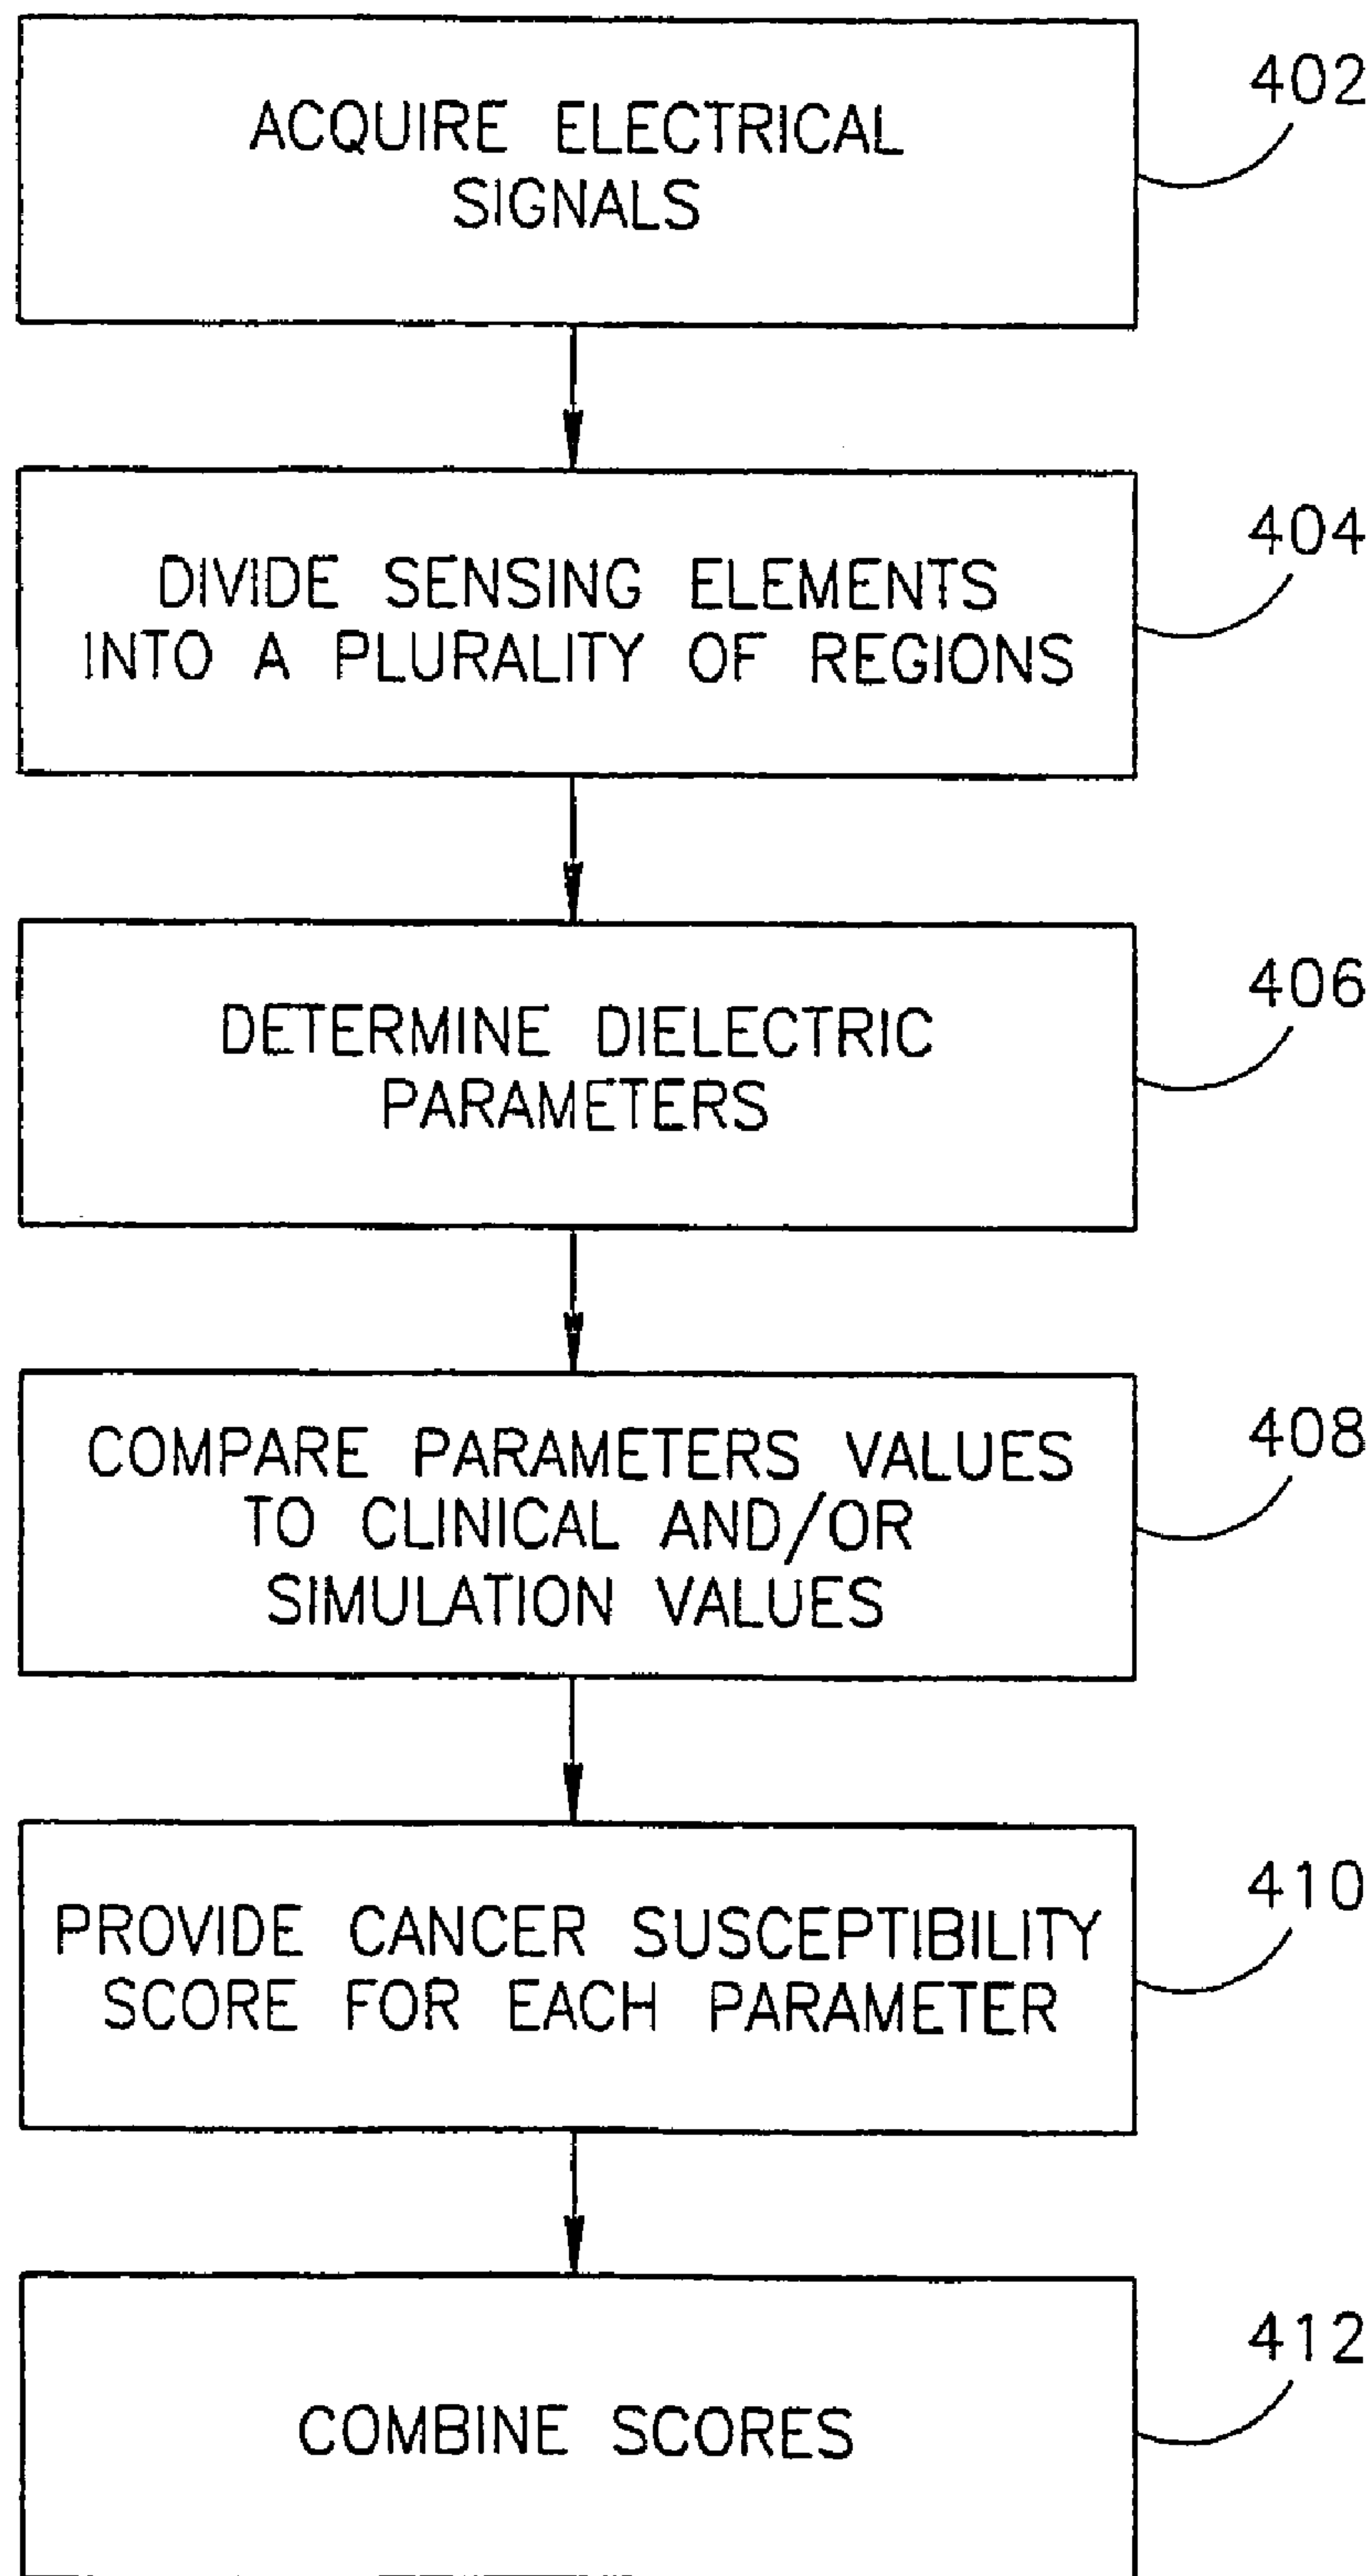 ACQUIRE ELECTRICAL
SIGNALS
402
DIVIDE SENSING ELEMENTS
INTO A PLURALITY OF REGIONS
404
DETERMINE DIELECTRIC
PARAMETERS
406
COMPARE PARAMETERS VALUES
TO CLINICAL AND/OR
SIMULATION VALUES
408
PROVIDE CANCER SUSCEPTIBILITY
SCORE FOR EACH PARAMETER
410
COMBINE SCORES
412